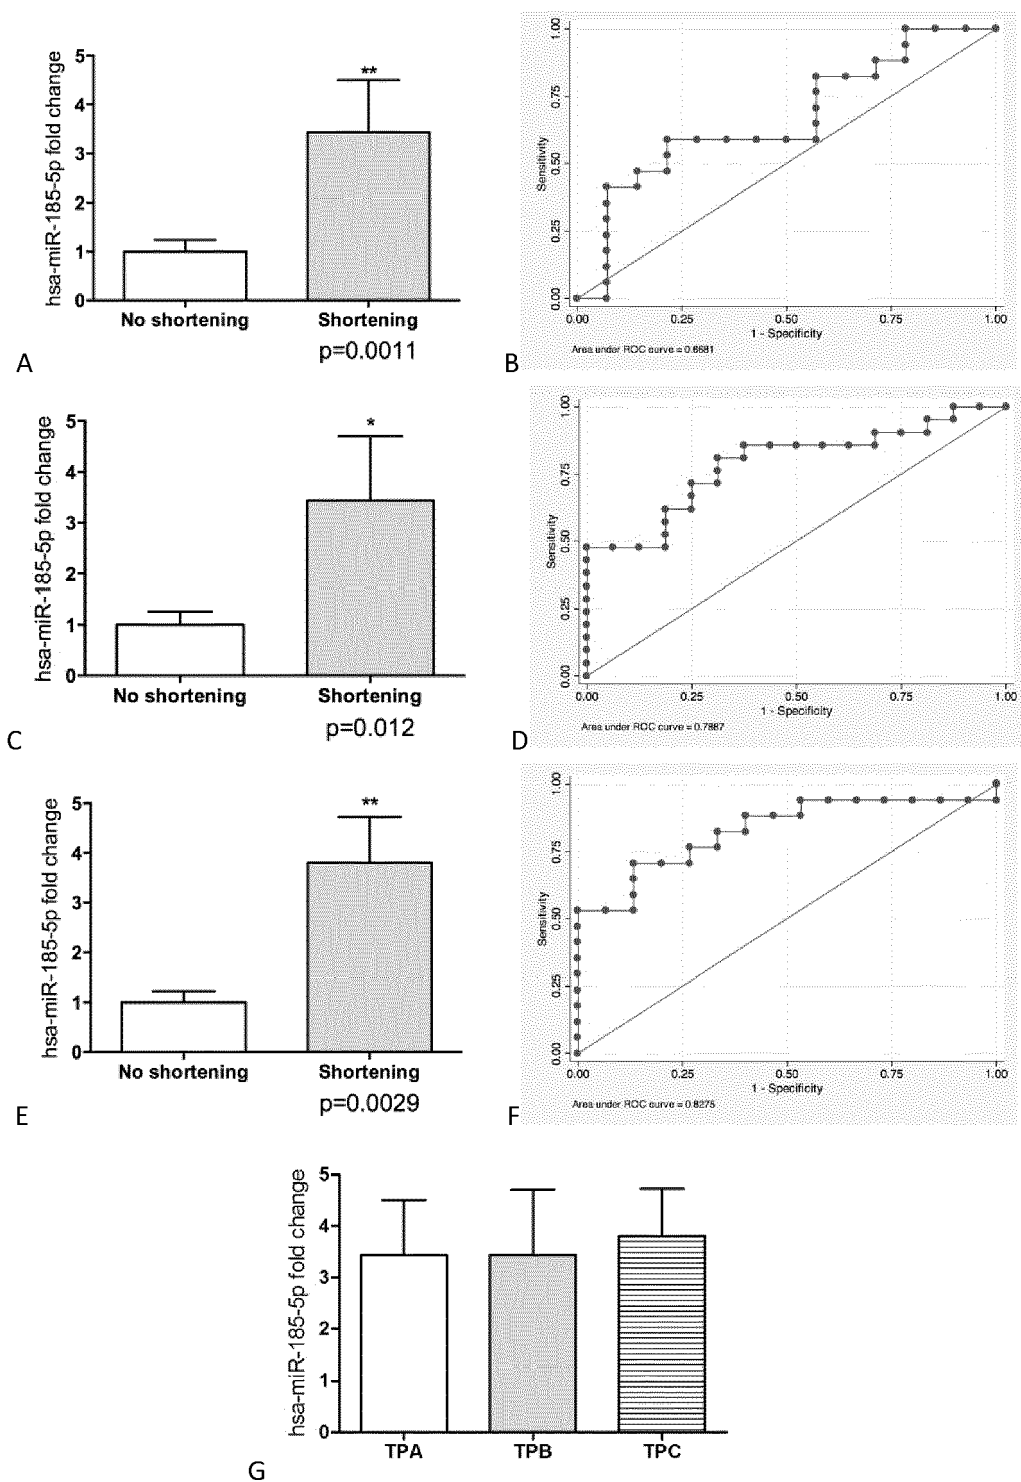 A
hsa-miR-185-5p fold change
5
4
3
2
1
0
**
No shortening
Shortening
p=0.0011
B
Sensitivity
1.00
0.75
0.50
0.25
0.00
0.00 0.25 0.50 0.75 1.00
1 - Specificity
Area under ROC curve = 0.6681
C
hsa-miR-185-5p fold change
5
4
3
2
1
0
*
No shortening
Shortening
p=0.012
D
Sensitivity
1.00
0.75
0.50
0.25
0.00
0.00 0.25 0.50 0.75 1.00
1 - Specificity
Area under ROC curve = 0.7887
E
hsa-miR-185-5p fold change
5
4
3
2
1
0
**
No shortening
Shortening
p=0.0029
F
Sensitivity
1.00
0.75
0.50
0.25
0.00
0.00 0.25 0.50 0.75 1.00
1 - Specificity
Area under ROC curve = 0.8275
G
hsa-miR-185-5p fold change
5
4
3
2
1
0
TPA TPB TPC